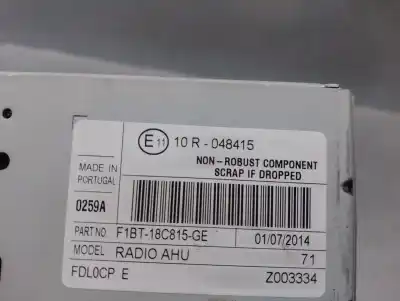 E 11 10 R - 048415
NON-ROBUST COMPONENT
SCRAP IF DROPPED
MADE IN
PORTUGAL
0259A
PART NO F1BT-18C815-GE 01/07/2014
MODEL RADIO AHU 71
FDL0CP E Z003334